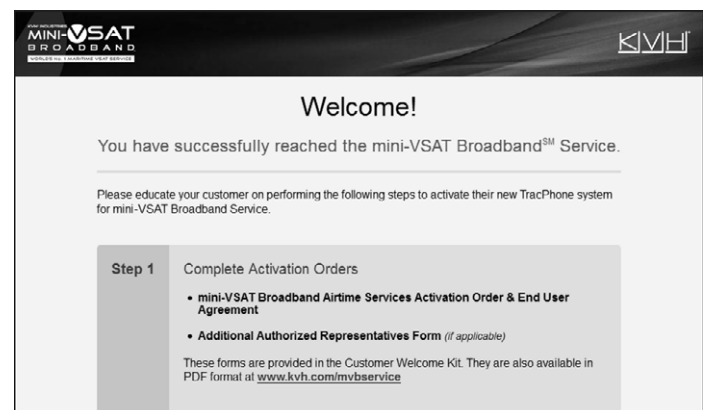 MINI-VSAT
BROADBAND
KVH
Welcome!
You have successfully reached the mini-VSAT Broadband℠ Service.
Please educate your customer on performing the following steps to activate their new TracPhone system
for mini-VSAT Broadband Service.
Step 1
Complete Activation Orders
• mini-VSAT Broadband Airtime Services Activation Order & End User
Agreement
• Additional Authorized Representatives Form (if applicable)
These forms are provided in the Customer Welcome Kit. They are also available in
PDF format at www.kvh.com/mvbservice